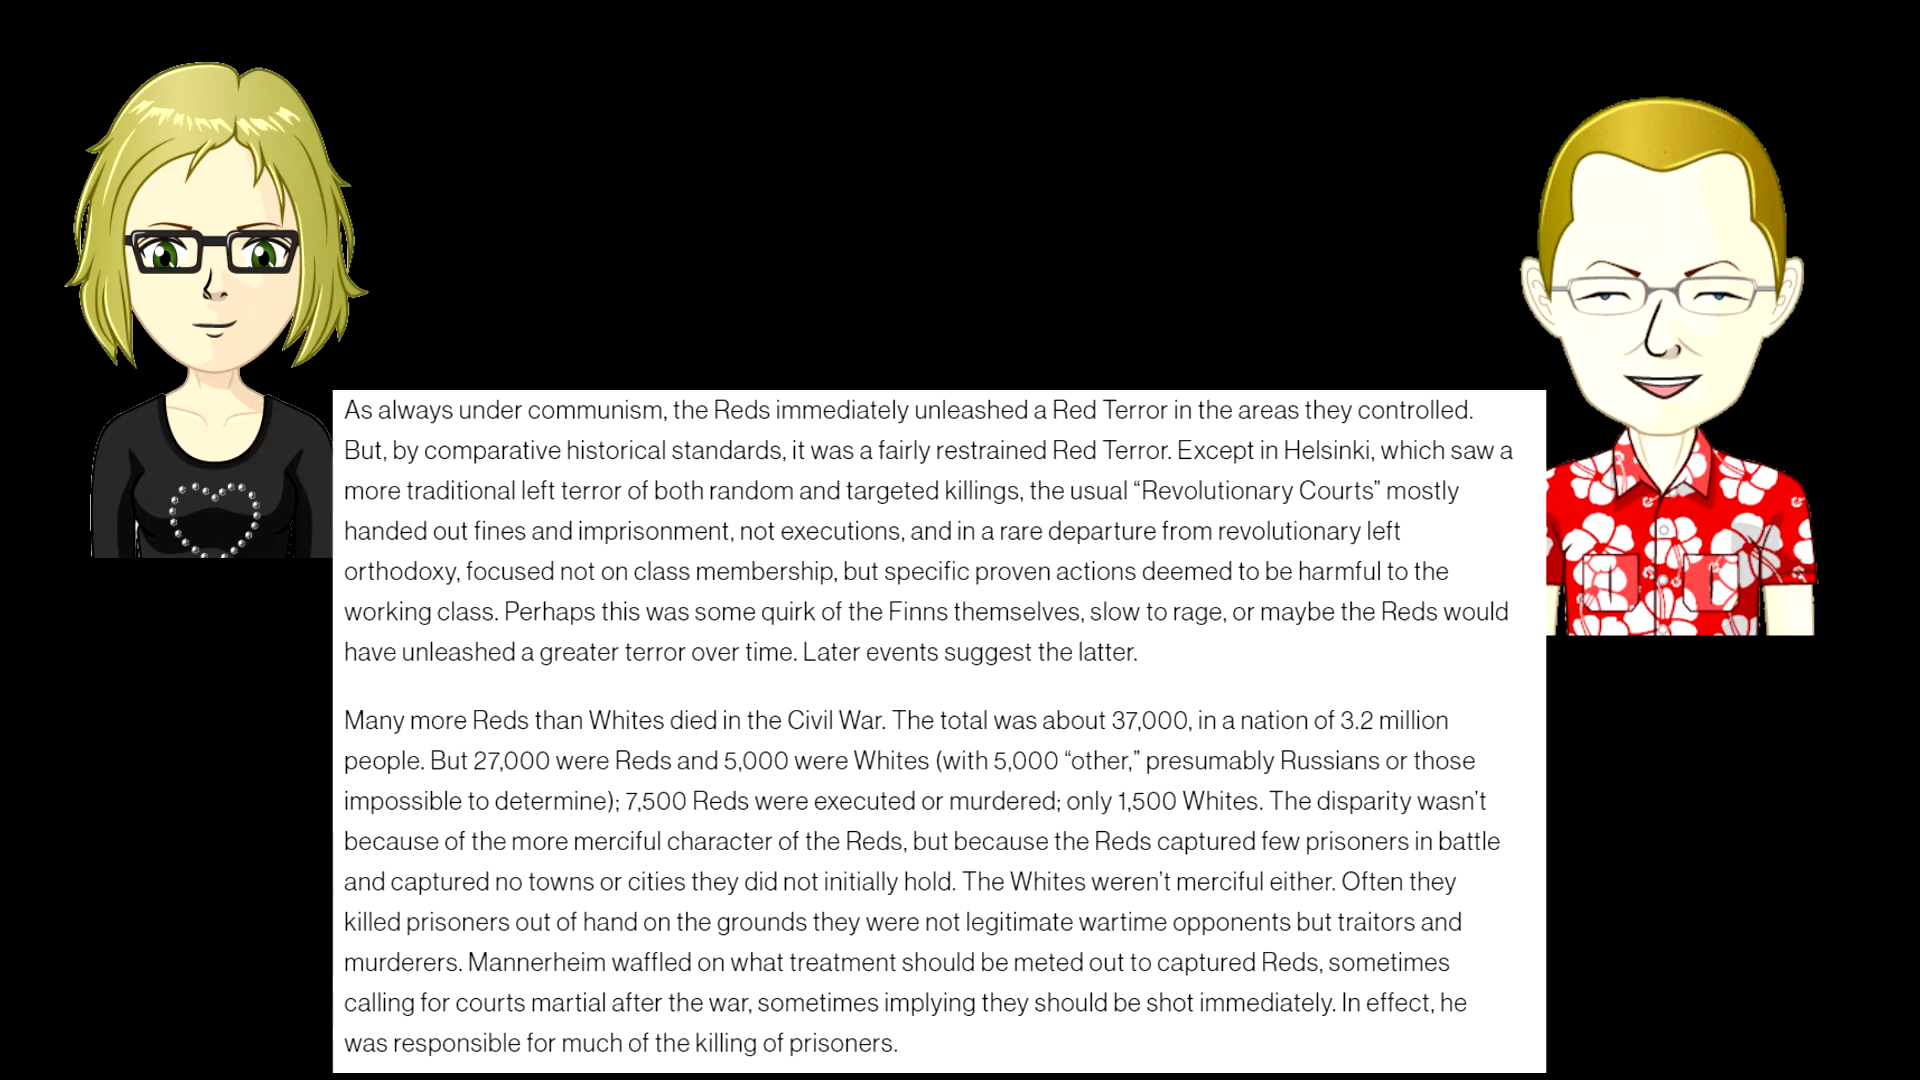 As always under communism, the Reds immediately unleashed a Red Terror in the areas they controlled.
But, by comparative historical standards, it was a fairly restrained Red Terror. Except in Helsinki, which saw a
more traditional left terror of both random and targeted killings, the usual “Revolutionary Courts” mostly
handed out fines and imprisonment, not executions, and in a rare departure from revolutionary left
orthodoxy, focused not on class membership, but specific proven actions deemed to be harmful to the
working class. Perhaps this was some quirk of the Finns themselves, slow to rage, or maybe the Reds would
have unleashed a greater terror over time. Later events suggest the latter.
Many more Reds than Whites died in the Civil War. The total was about 37,000, in a nation of 3.2 million
people. But 27,000 were Reds and 5,000 were Whites (with 5,000 “other,” presumably Russians or those
impossible to determine); 7,500 Reds were executed or murdered; only 1,500 Whites. The disparity wasn’t
because of the more merciful character of the Reds, but because the Reds captured few prisoners in battle
and captured no towns or cities they did not initially hold. The Whites weren’t merciful either. Often they
killed prisoners out of hand on the grounds they were not legitimate wartime opponents but traitors and
murderers. Mannerheim waffled on what treatment should be meted out to captured Reds, sometimes
calling for courts martial after the war, sometimes implying they should be shot immediately. In effect, he
was responsible for much of the killing of prisoners.